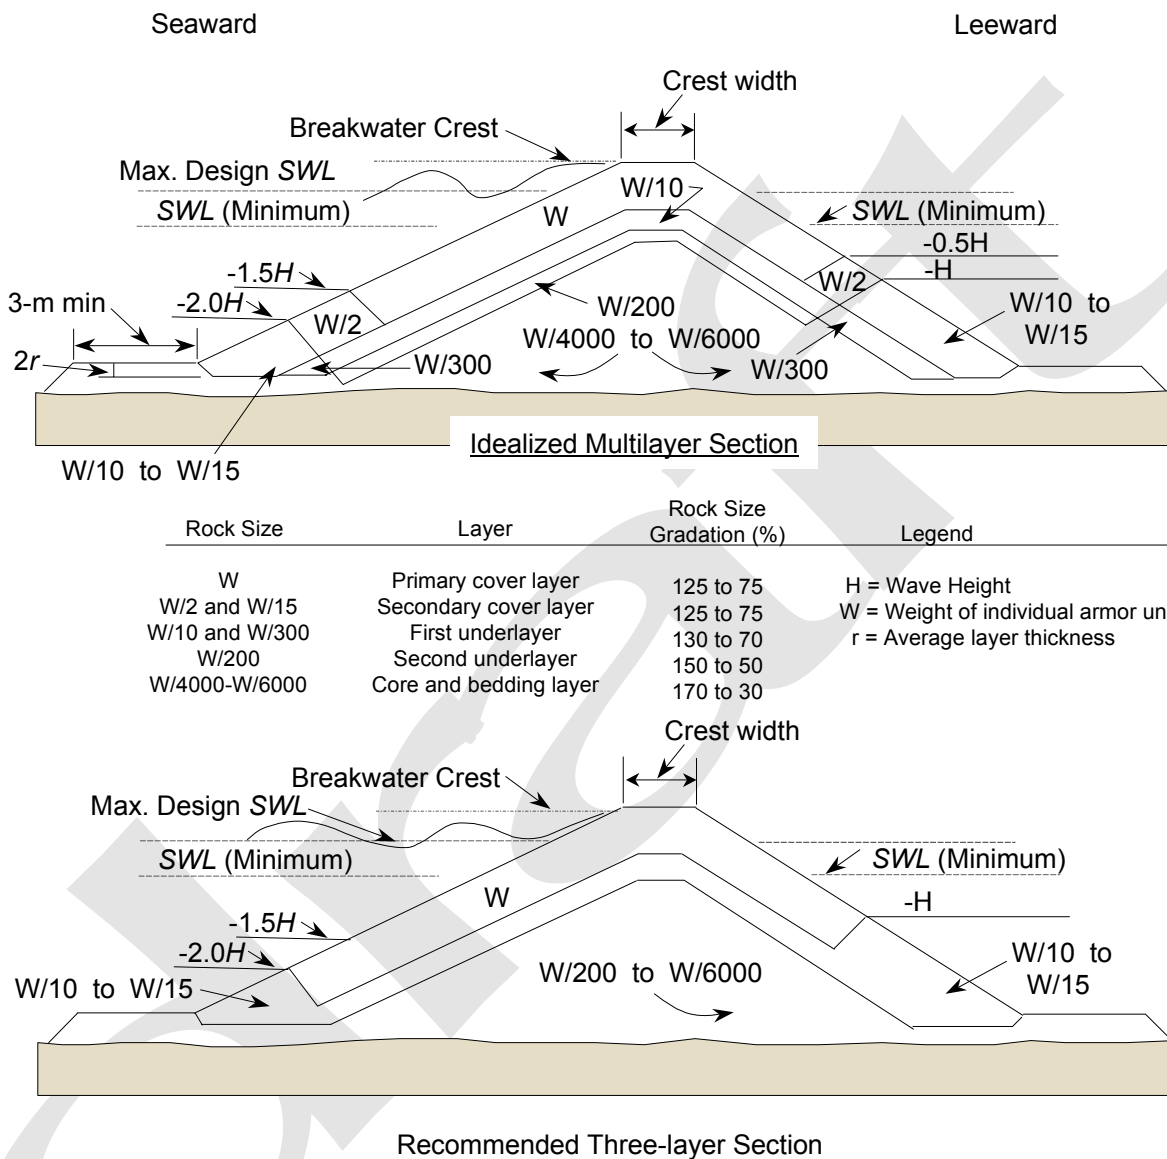 Seaward
Leeward
Crest width
Breakwater Crest
Max. Design SWL
SWL (Minimum)
W/10
W
SWL (Minimum)
-0.5H
-H
-1.5H
-2.0H
3-m min
2r
W/2
W/2
W/200
W/4000 to W/6000
W/300
W/300
W/10 to
W/15
W/10 to W/15
Idealized Multilayer Section
Rock Size Layer Rock Size Gradation (%) Legend
W Primary cover layer 125 to 75 H = Wave Height
W/2 and W/15 Secondary cover layer 125 to 75 W = Weight of individual armor un
W/10 and W/300 First underlayer 130 to 70 r = Average layer thickness
W/200 Second underlayer 150 to 50
W/4000-W/6000 Core and bedding layer 170 to 30
Crest width
Breakwater Crest
Max. Design SWL
SWL (Minimum)
SWL (Minimum)
W
-H
-1.5H
-2.0H
W/10 to W/15
W/200 to W/6000
W/10 to
W/15
Recommended Three-layer Section
draft